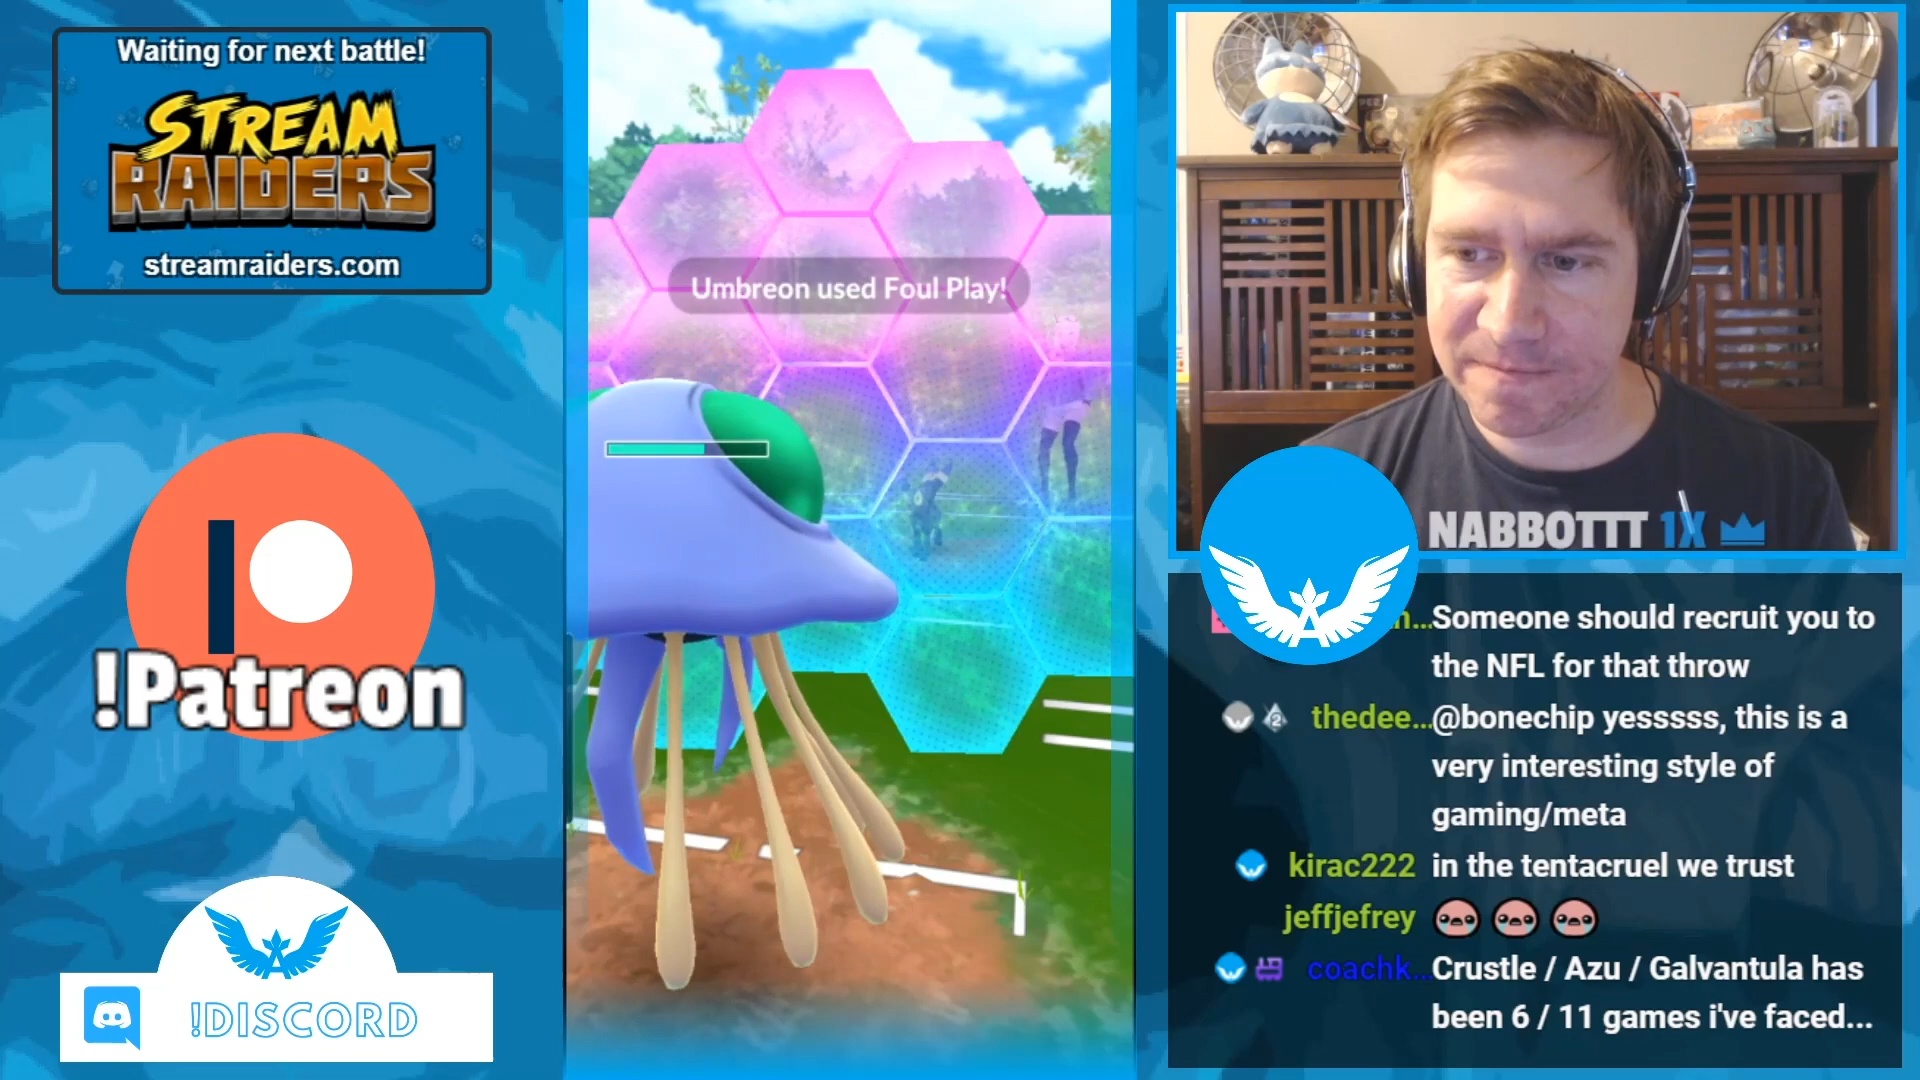 Waiting for next battle!
STREAM
RAIDERS
streamraiders.com
!Patreon
!DISCORD
Umbreon used Foul Play!
NABBOTTT 1X
Someone should recruit you to
the NFL for that throw
thedee... @bonechip yesssss, this is a
very interesting style of
gaming/meta
kirac222 in the tentacruel we trust
jeffjefrey
coachk... Crustle / Azu / Galvantula has
been 6 / 11 games i've faced...